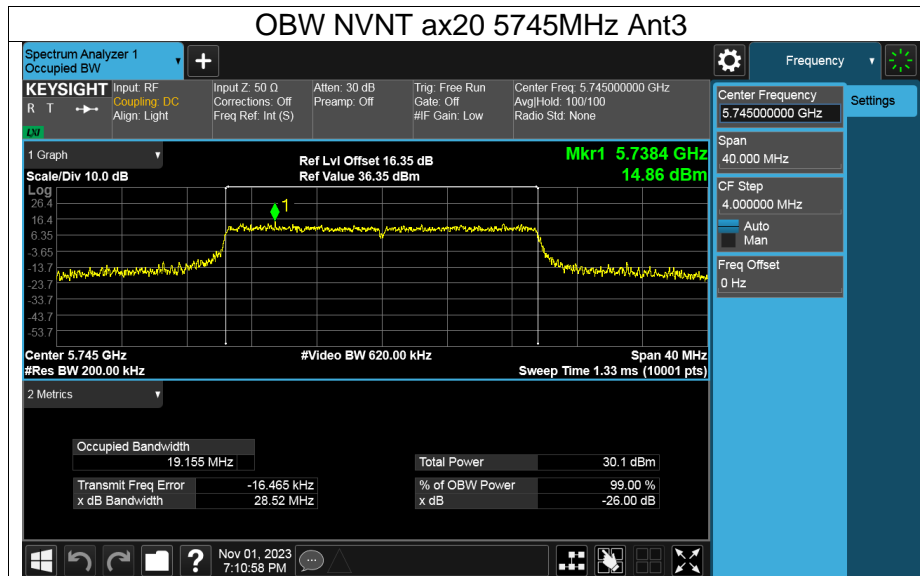 OBW NVNT ax20 5745MHz Ant3
Spectrum Analyzer 1
Occupied BW
+
Frequency
KEYSIGHT
R T
LXI
Input: RF
Coupling: DC
Align: Light
Input Z: 50 Ω
Corrections: Off
Freq Ref: Int (S)
Atten: 30 dB
Preamp: Off
Trig: Free Run
Gate: Off
#IF Gain: Low
Center Freq: 5.745000000 GHz
Avg|Hold: 100/100
Radio Std: None
Center Frequency
5.745000000 GHz
Settings
Span
40.000 MHz
CF Step
4.000000 MHz
Auto
Man
Freq Offset
0 Hz
1 Graph
Scale/Div 10.0 dB
Ref Lvl Offset 16.35 dB
Ref Value 36.35 dBm
Mkr1 5.7384 GHz
14.86 dBm
Log
26.4
16.4
6.35
-3.65
-13.7
-23.7
-33.7
-43.7
-53.7
1
Center 5.745 GHz
#Res BW 200.00 kHz
#Video BW 620.00 kHz
Span 40 MHz
Sweep Time 1.33 ms (10001 pts)
2 Metrics
Occupied Bandwidth
19.155 MHz
Total Power 30.1 dBm
Transmit Freq Error -16.465 kHz
% of OBW Power 99.00 %
x dB Bandwidth 28.52 MHz
x dB -26.00 dB
?
Nov 01, 2023
7:10:58 PM